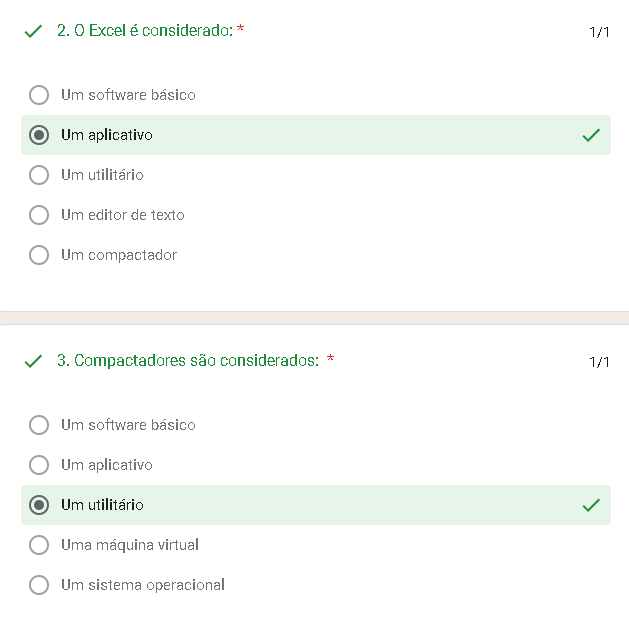 2. O Excel é considerado: *
1/1
Um software básico
Um aplicativo
Um utilitário
Um editor de texto
Um compactador
3. Compactadores são considerados: *
1/1
Um software básico
Um aplicativo
Um utilitário
Uma máquina virtual
Um sistema operacional